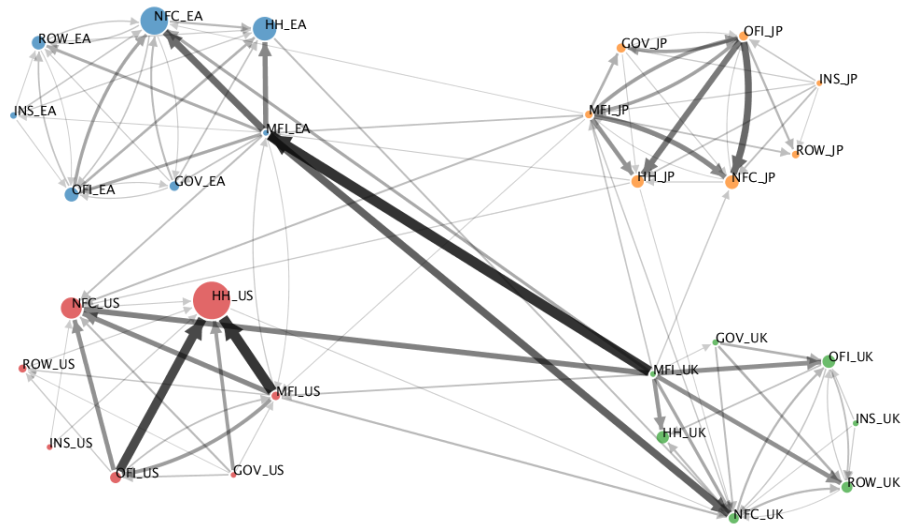 NFC_EA
HH_EA
ROW_EA
INS_EA
MFI_EA
OFI_EA
GOV_EA
OFI_JP
GOV_JP
INS_JP
MFI_JP
ROW_JP
HH_JP
NFC_JP
HH_US
NFC_US
ROW_US
MFI_US
INS_US
OFI_US
GOV_US
GOV_UK
OFI_UK
MFI_UK
INS_UK
HH_UK
ROW_UK
NFC_UK